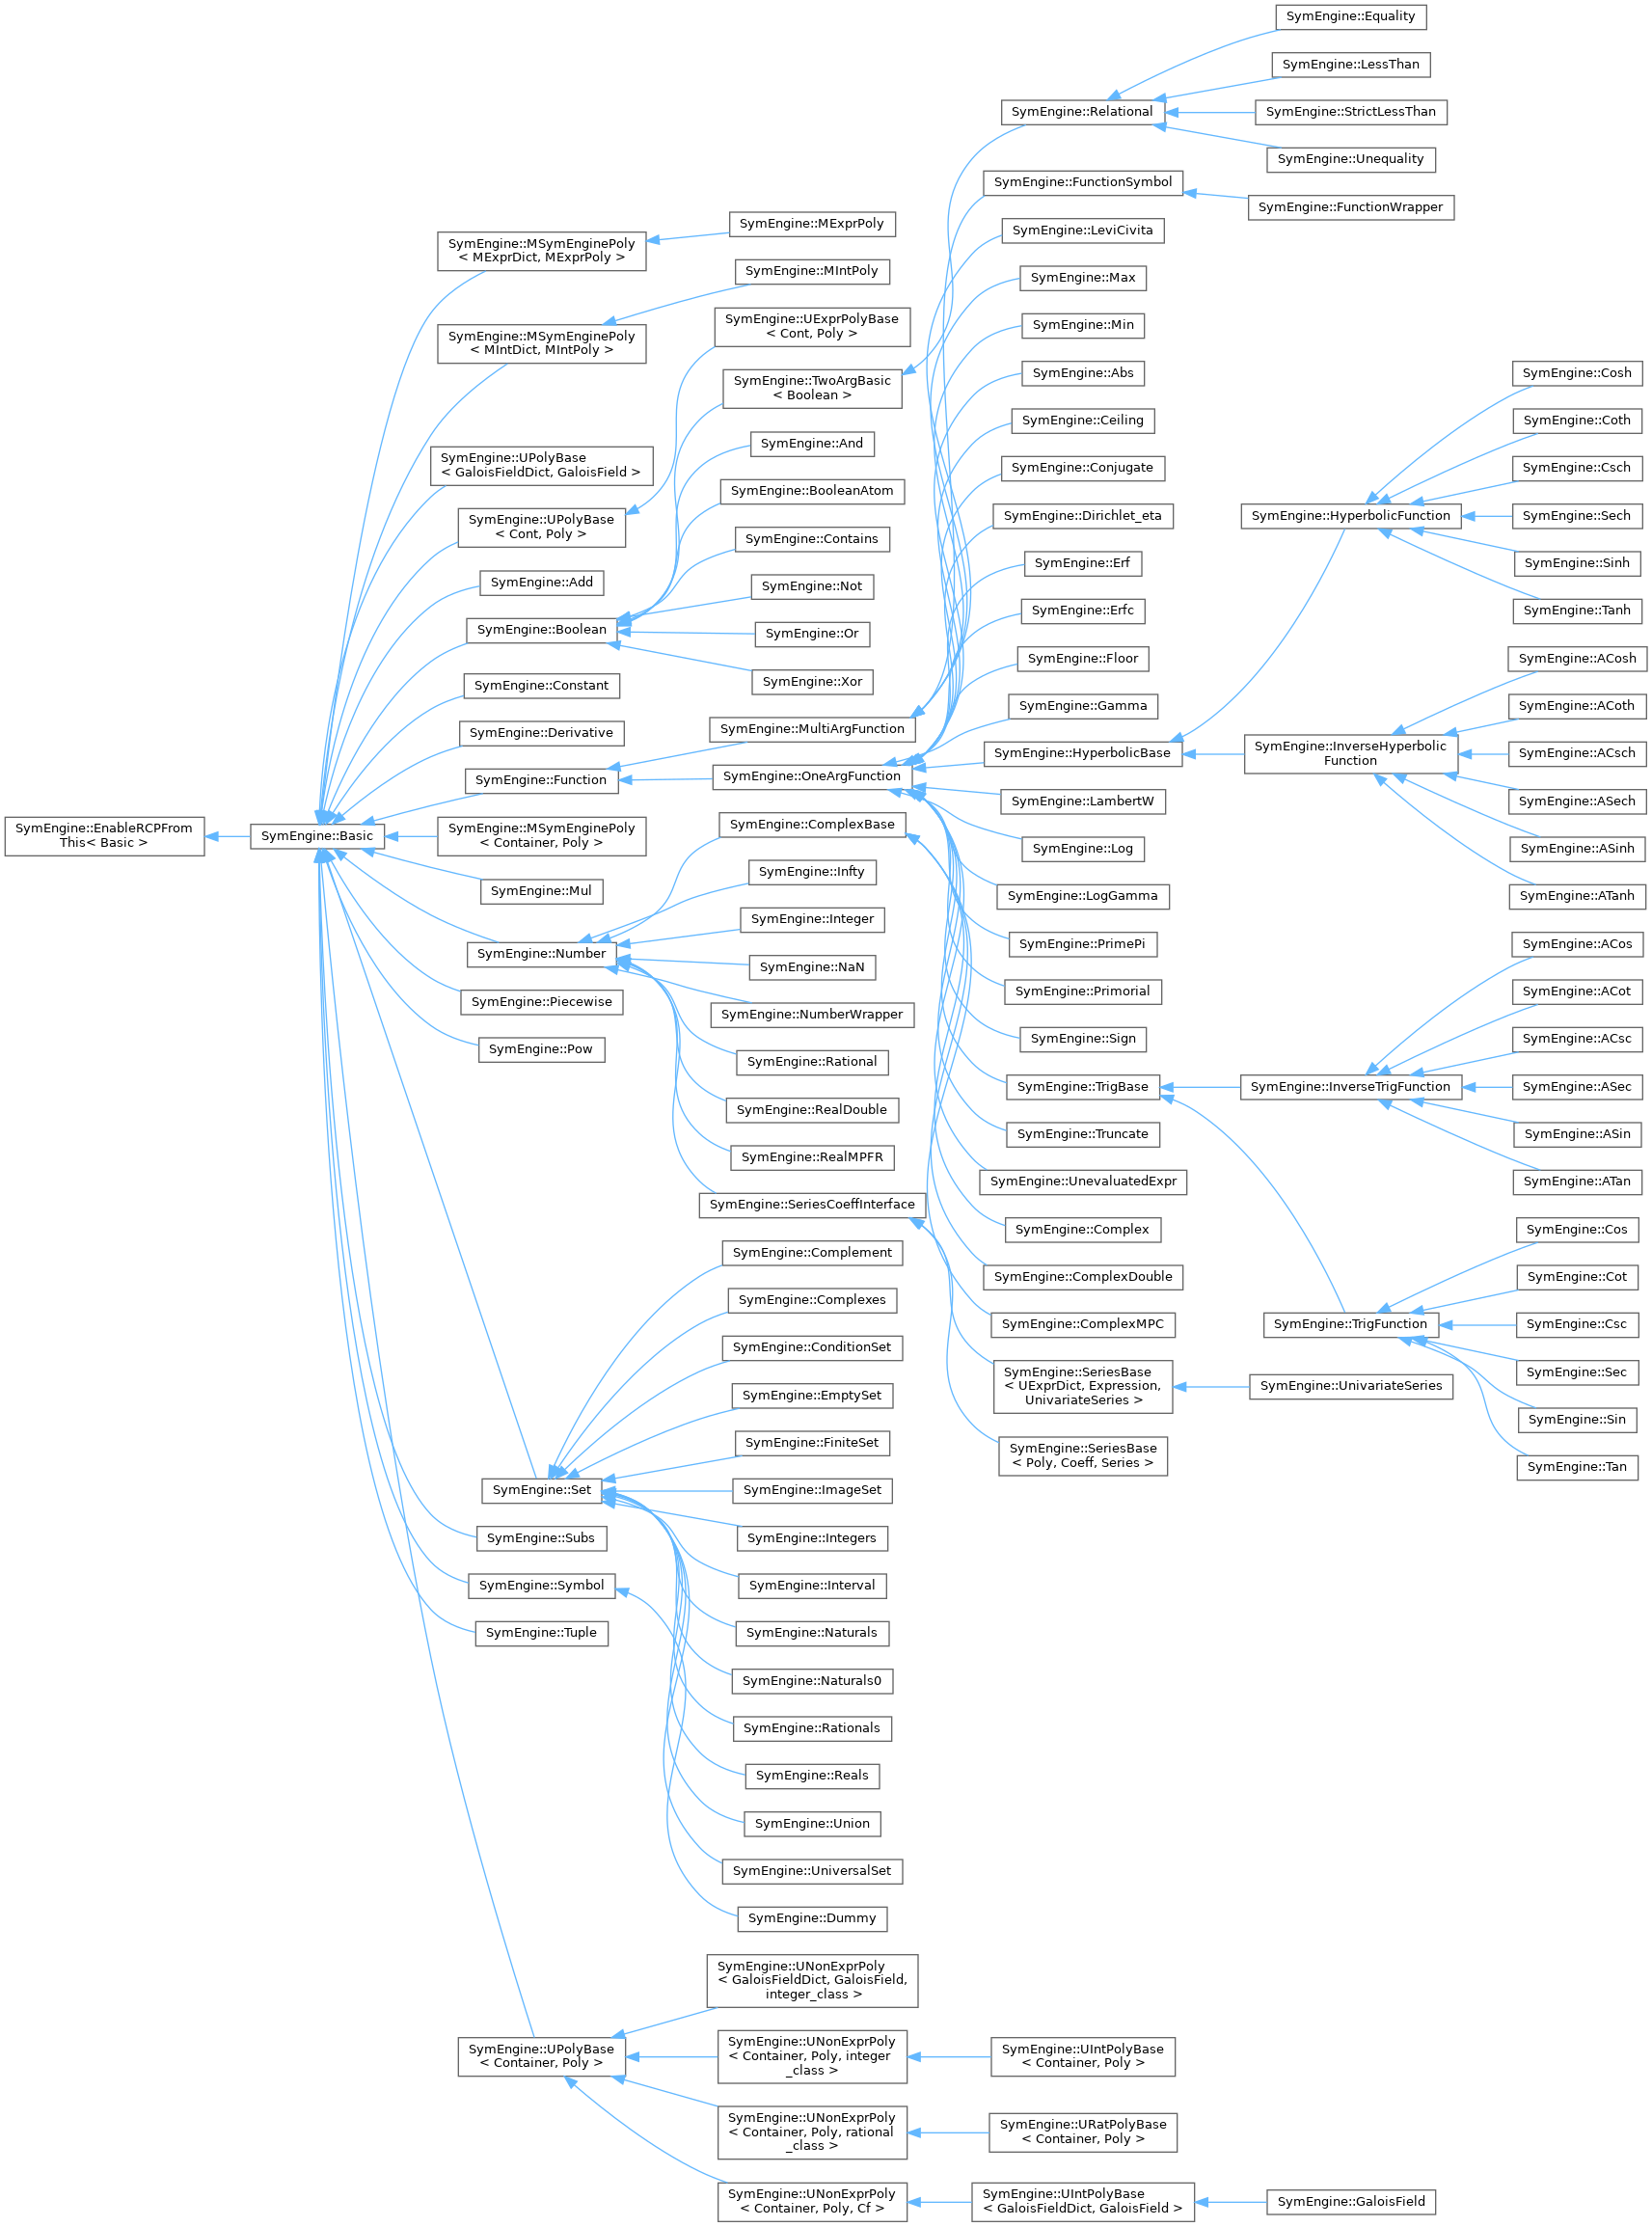 SymEngine::EnableRCPFrom
This< Basic >
SymEngine::Basic
SymEngine::MSymEnginePoly
< MExprDict, MExprPoly >
SymEngine::MSymEnginePoly
< MIntDict, MIntPoly >
SymEngine::UPolyBase
< GaloisFieldDict, GaloisField >
SymEngine::UPolyBase
< Cont, Poly >
SymEngine::Add
SymEngine::Boolean
SymEngine::Constant
SymEngine::Derivative
SymEngine::Function
SymEngine::MSymEnginePoly
< Container, Poly >
SymEngine::Mul
SymEngine::Number
SymEngine::Piecewise
SymEngine::Pow
SymEngine::Set
SymEngine::Subs
SymEngine::Symbol
SymEngine::Tuple
SymEngine::UPolyBase
< Container, Poly >
SymEngine::MExprPoly
SymEngine::MIntPoly
SymEngine::UExprPolyBase
< Cont, Poly >
SymEngine::TwoArgBasic
< Boolean >
SymEngine::And
SymEngine::BooleanAtom
SymEngine::Contains
SymEngine::Not
SymEngine::Or
SymEngine::Xor
SymEngine::MultiArgFunction
SymEngine::OneArgFunction
SymEngine::ComplexBase
SymEngine::Infty
SymEngine::Integer
SymEngine::NaN
SymEngine::NumberWrapper
SymEngine::Rational
SymEngine::RealDouble
SymEngine::RealMPFR
SymEngine::SeriesCoeffInterface
SymEngine::Complement
SymEngine::Complexes
SymEngine::ConditionSet
SymEngine::EmptySet
SymEngine::FiniteSet
SymEngine::ImageSet
SymEngine::Integers
SymEngine::Interval
SymEngine::Naturals
SymEngine::Naturals0
SymEngine::Rationals
SymEngine::Reals
SymEngine::Union
SymEngine::UniversalSet
SymEngine::Dummy
SymEngine::UNonExprPoly
< GaloisFieldDict, GaloisField,
integer_class >
SymEngine::UNonExprPoly
< Container, Poly, integer
_class >
SymEngine::UNonExprPoly
< Container, Poly, rational
_class >
SymEngine::UNonExprPoly
< Container, Poly, Cf >
SymEngine::Relational
SymEngine::FunctionSymbol
SymEngine::LeviCivita
SymEngine::Max
SymEngine::Min
SymEngine::Abs
SymEngine::Ceiling
SymEngine::Conjugate
SymEngine::Dirichlet_eta
SymEngine::Erf
SymEngine::Erfc
SymEngine::Floor
SymEngine::Gamma
SymEngine::HyperbolicBase
SymEngine::LambertW
SymEngine::Log
SymEngine::LogGamma
SymEngine::PrimePi
SymEngine::Primorial
SymEngine::Sign
SymEngine::TrigBase
SymEngine::Truncate
SymEngine::UnevaluatedExpr
SymEngine::Complex
SymEngine::ComplexDouble
SymEngine::ComplexMPC
SymEngine::SeriesBase
< UExprDict, Expression,
UnivariateSeries >
SymEngine::SeriesBase
< Poly, Coeff, Series >
SymEngine::UIntPolyBase
< Container, Poly >
SymEngine::URatPolyBase
< Container, Poly >
SymEngine::UIntPolyBase
< GaloisFieldDict, GaloisField >
SymEngine::Equality
SymEngine::LessThan
SymEngine::StrictLessThan
SymEngine::Unequality
SymEngine::FunctionWrapper
SymEngine::HyperbolicFunction
SymEngine::InverseHyperbolic
Function
SymEngine::InverseTrigFunction
SymEngine::TrigFunction
SymEngine::UnivariateSeries
SymEngine::GaloisField
SymEngine::Cosh
SymEngine::Coth
SymEngine::Csch
SymEngine::Sech
SymEngine::Sinh
SymEngine::Tanh
SymEngine::ACosh
SymEngine::ACoth
SymEngine::ACsch
SymEngine::ASech
SymEngine::ASinh
SymEngine::ATanh
SymEngine::ACos
SymEngine::ACot
SymEngine::ACsc
SymEngine::ASec
SymEngine::ASin
SymEngine::ATan
SymEngine::Cos
SymEngine::Cot
SymEngine::Csc
SymEngine::Sec
SymEngine::Sin
SymEngine::Tan